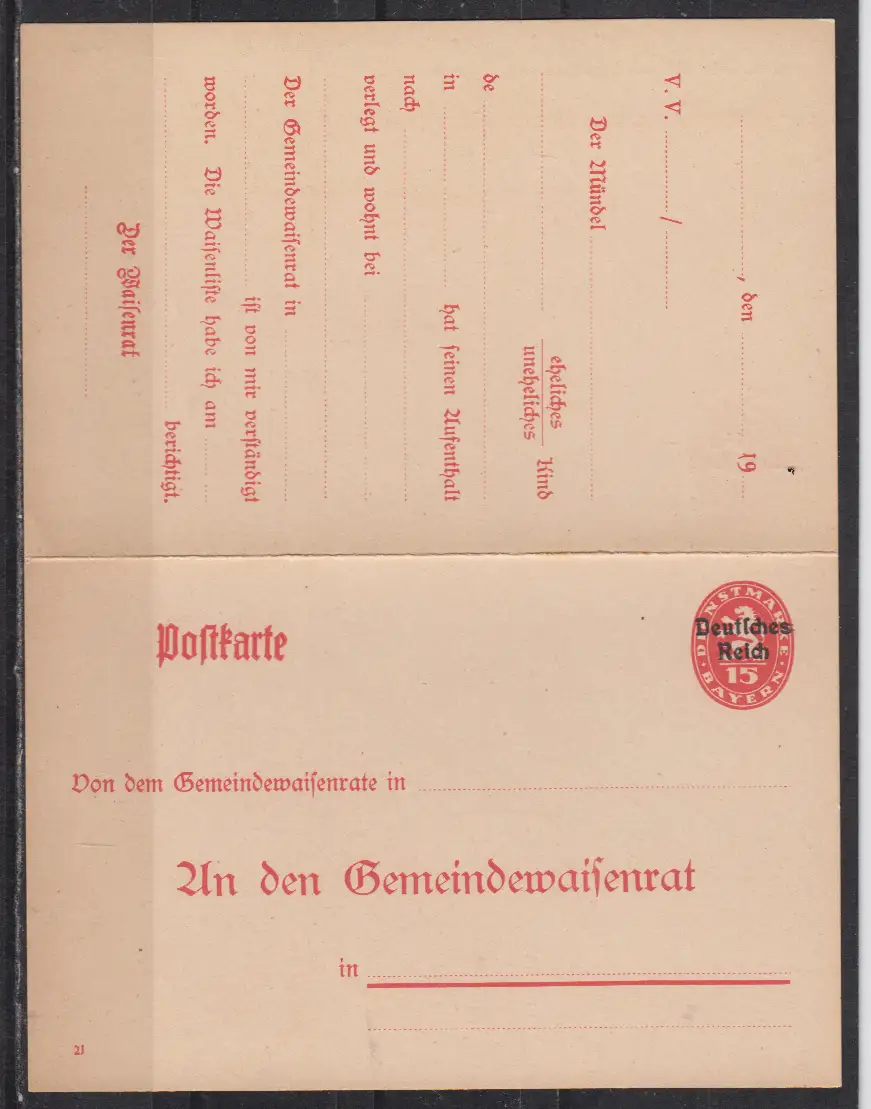 , den 19
V. V. /
Der Mündel
eheliches
uneheliches Kind
de
in hat seinen Aufenthalt
nach
verlegt und wohnt bei
Der Gemeindewaisenrat in
ist von mir verständigt
worden. Die Waisenliste habe ich am
berichtigt.
Der Waisenrat
Postkarte
DIENSTMARKE
Deutsches
Reich
15
BAYERN
Von dem Gemeindewaisenrate in
An den Gemeindewaisenrat
in
21